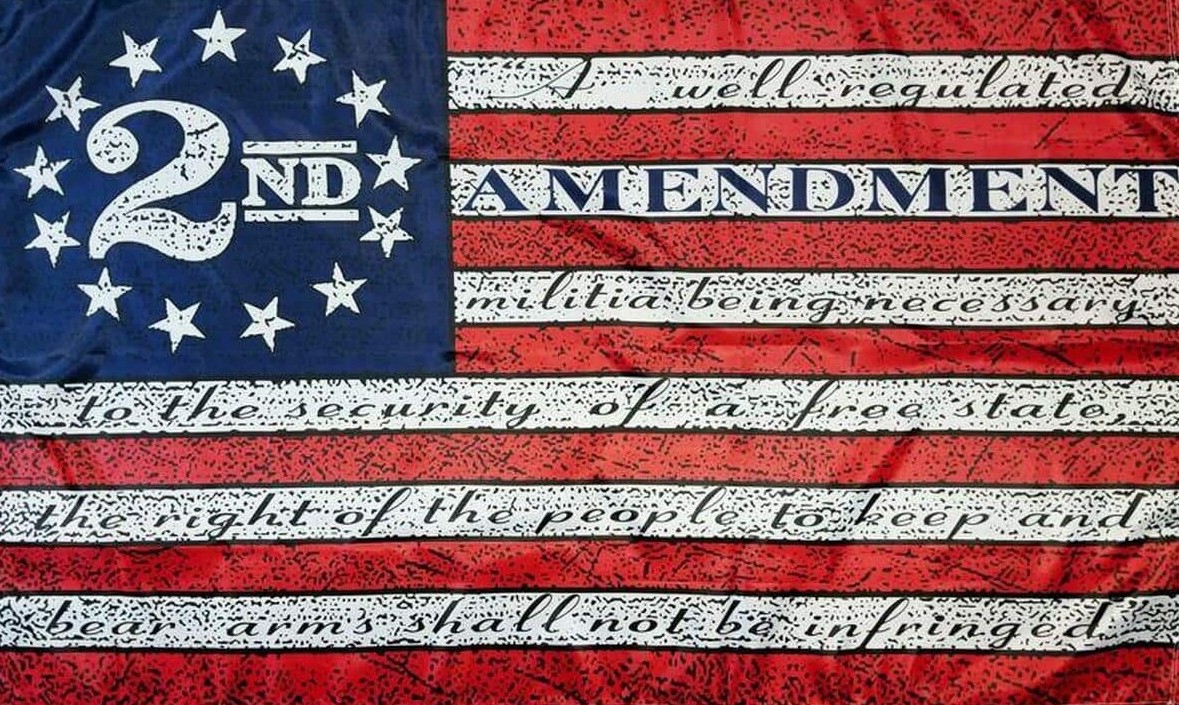 2ND
A well regulated
AMENDMENT
militia being necessary
to the security of a free state,
the right of the people to keep and
bear arms shall not be infringed